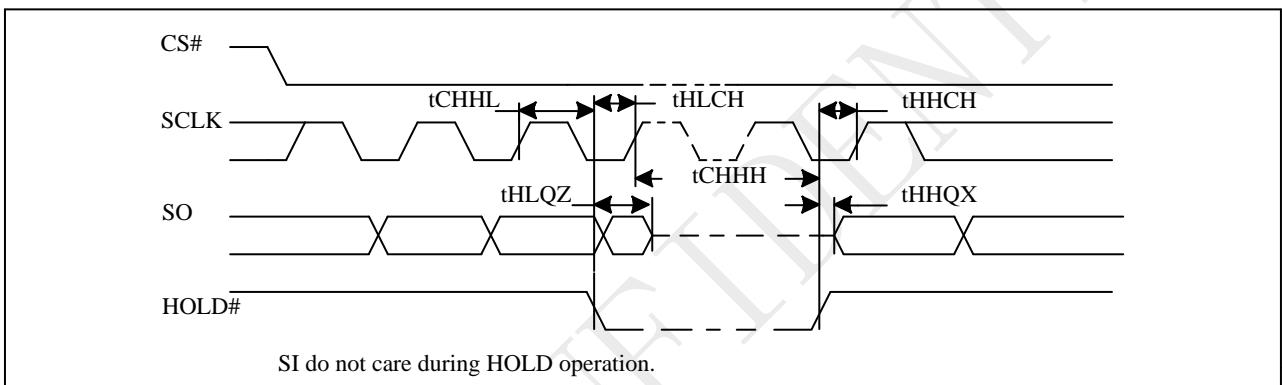 CS#
tCHHL
tHLCH
tHHCH
SCLK
tCHHH
tHLQZ
tHHQX
SO
HOLD#
SI do not care during HOLD operation.